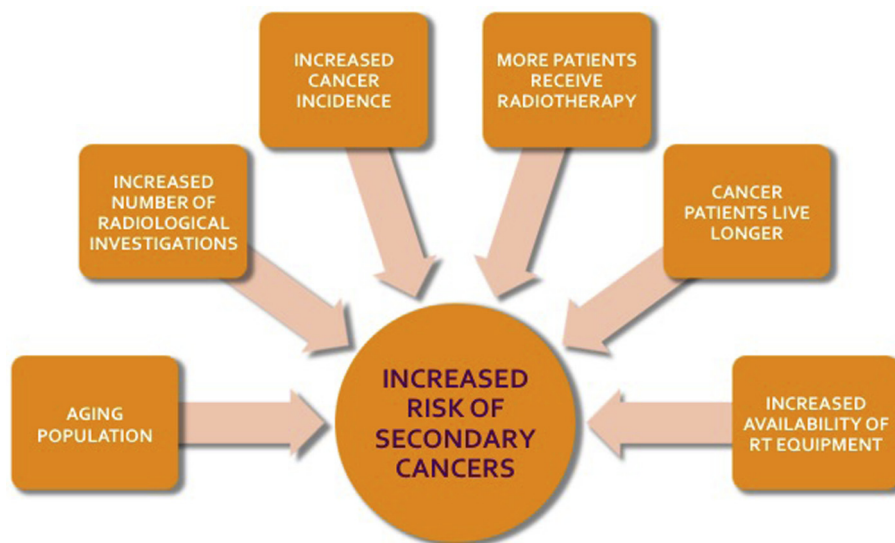 INCREASED
CANCER
INCIDENCE
MORE PATIENTS
RECEIVE
RADIOTHERAPY
INCREASED
NUMBER OF
RADIOLOGICAL
INVESTIGATIONS
CANCER
PATIENTS LIVE
LONGER
AGING
POPULATION
INCREASED
RISK OF
SECONDARY
CANCERS
INCREASED
AVAILABILITY OF
RT EQUIPMENT